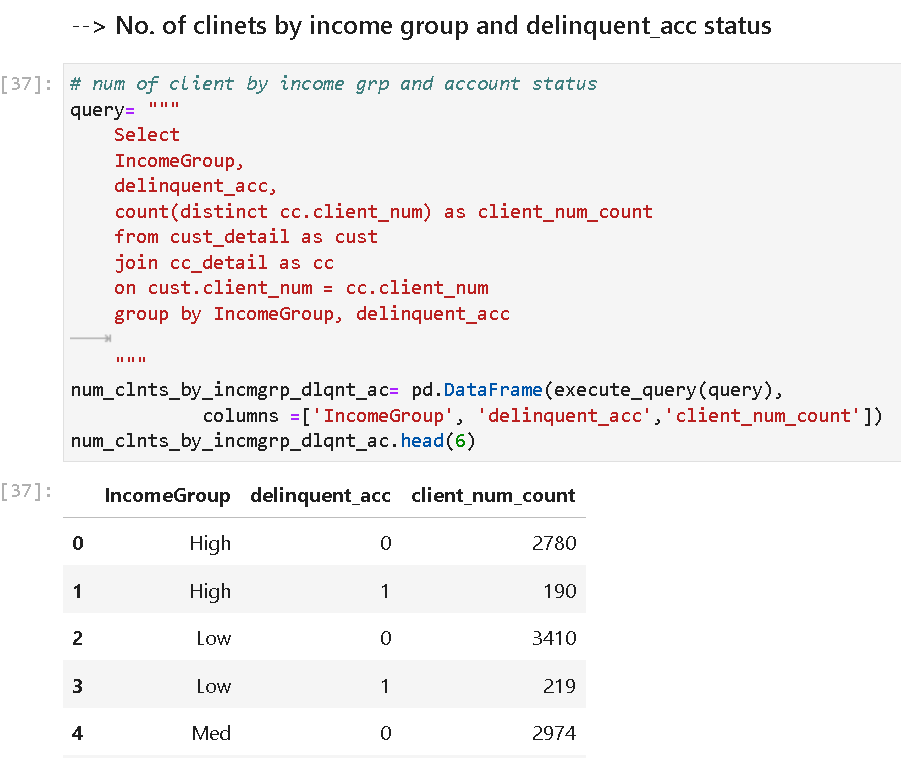 --> No. of clinets by income group and delinquent_acc status
[37]: # num of client by income grp and account status
query= """
Select
IncomeGroup,
delinquent_acc,
count(distinct cc.client_num) as client_num_count
from cust_detail as cust
join cc_detail as cc
on cust.client_num = cc.client_num
group by IncomeGroup, delinquent_acc
"""
num_clnts_by_incmgrp_dlqnt_ac= pd.DataFrame(execute_query(query),
columns =['IncomeGroup', 'delinquent_acc','client_num_count'])
num_clnts_by_incmgrp_dlqnt_ac.head(6)
[37]: IncomeGroup delinquent_acc client_num_count
0 High 0 2780
1 High 1 190
2 Low 0 3410
3 Low 1 219
4 Med 0 2974